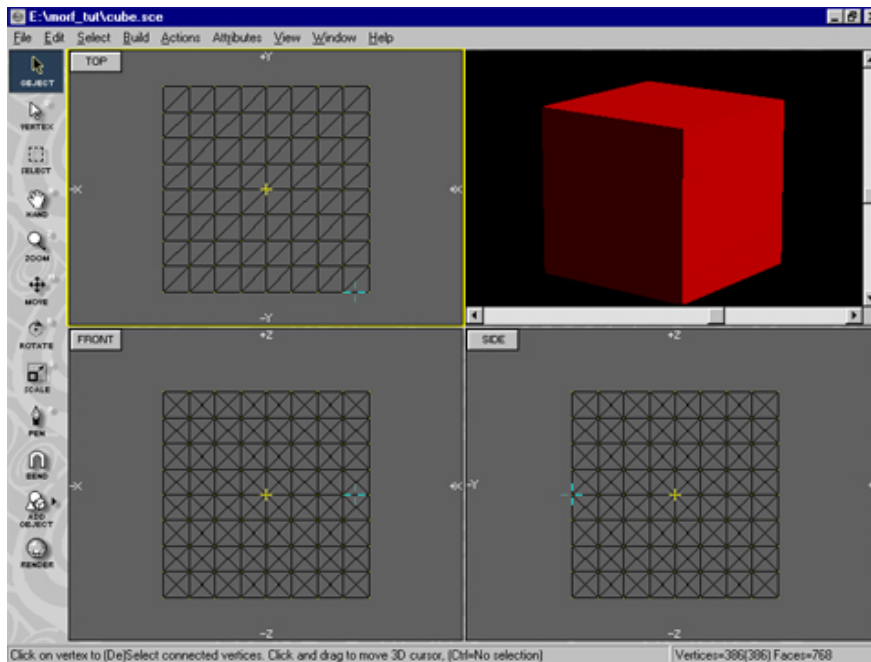 E:\morf_tut\cube.sce
File Edit Select Build Actions Attributes View Window Help
OBJECT
VERTEX
SELECT
HAND
ZOOM
MOVE
ROTATE
SCALE
PEN
BEND
ADD
OBJECT
RENDER
TOP
+Y
-X
-Y
FRONT
+Z
-X
-Z
SIDE
+Z
-Y
-Z
Click on vertex to (De)Select connected vertices. Click and drag to move 3D cursor, (Ctrl=No selection)
Vertices=386(386) Faces=768